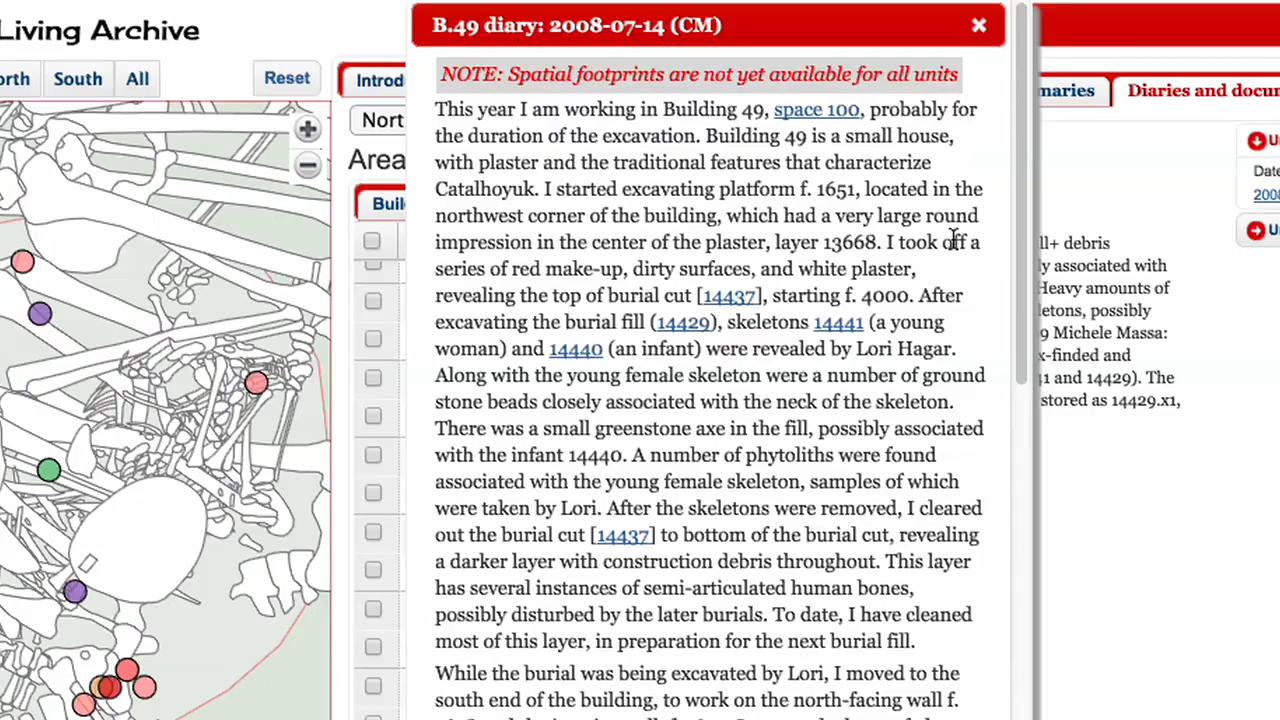 Living Archive
orth
South
All
Reset
+
−
Introd
Nort
Area
Buil
B.49 diary: 2008-07-14 (CM)
×
NOTE: Spatial footprints are not yet available for all units
This year I am working in Building 49, space 100, probably for
the duration of the excavation. Building 49 is a small house,
with plaster and the traditional features that characterize
Catalhoyuk. I started excavating platform f. 1651, located in the
northwest corner of the building, which had a very large round
impression in the center of the plaster, layer 13668. I took off a
series of red make-up, dirty surfaces, and white plaster,
revealing the top of burial cut [14437], starting f. 4000. After
excavating the burial fill (14429), skeletons 14441 (a young
woman) and 14440 (an infant) were revealed by Lori Hagar.
Along with the young female skeleton were a number of ground
stone beads closely associated with the neck of the skeleton.
There was a small greenstone axe in the fill, possibly associated
with the infant 14440. A number of phytoliths were found
associated with the young female skeleton, samples of which
were taken by Lori. After the skeletons were removed, I cleared
out the burial cut [14437] to bottom of the burial cut, revealing
a darker layer with construction debris throughout. This layer
has several instances of semi-articulated human bones,
possibly disturbed by the later burials. To date, I have cleaned
most of this layer, in preparation for the next burial fill.
While the burial was being excavated by Lori, I moved to the
south end of the building, to work on the north-facing wall f.
maries
Diaries and docum
Un
Date
2008
Un
ll+ debris
ly associated with
Heavy amounts of
letons, possibly
9 Michele Massa:
x-finded and
41 and 14429). The
stored as 14429.x1,